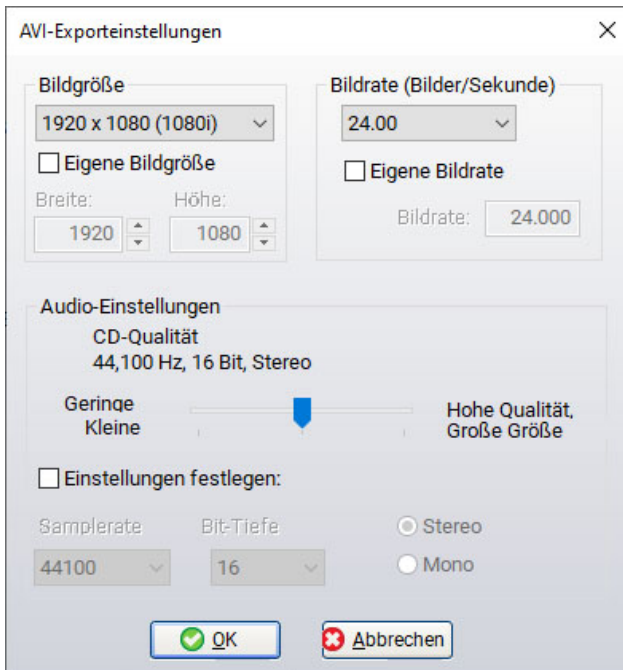 AVI-Exporteinstellungen
Bildgröße
1920 x 1080 (1080i)
Eigene Bildgröße
Breite:
Höhe:
1920
1080
Bildrate (Bilder/Sekunde)
24.00
Eigene Bildrate
Bildrate:
24.000
Audio-Einstellungen
CD-Qualität
44,100 Hz, 16 Bit, Stereo
Geringe
Kleine
Hohe Qualität,
Große Größe
Einstellungen festlegen:
Samplerate
Bit-Tiefe
44100
16
Stereo
Mono
OK
Abbrechen